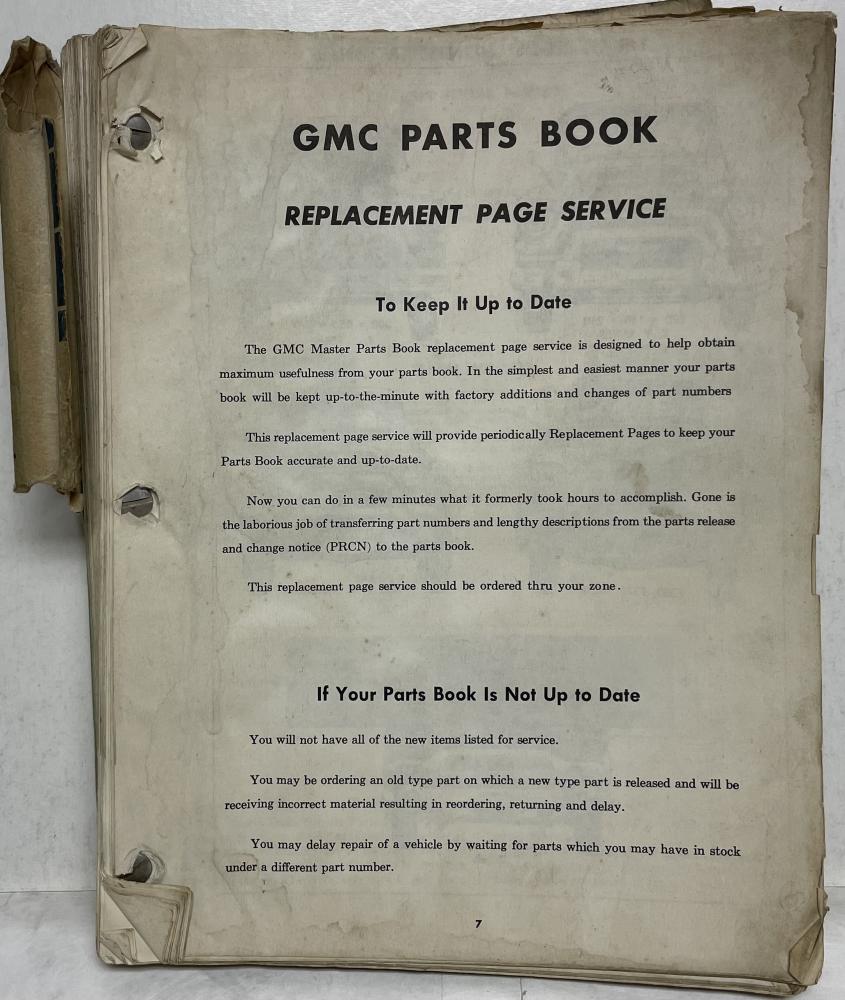 GMC PARTS BOOK
REPLACEMENT PAGE SERVICE
To Keep It Up to Date
The GMC Master Parts Book replacement page service is designed to help obtain
maximum usefulness from your parts book. In the simplest and easiest manner your parts
book will be kept up-to-the-minute with factory additions and changes of part numbers
This replacement page service will provide periodically Replacement Pages to keep your
Parts Book accurate and up-to-date.
Now you can do in a few minutes what it formerly took hours to accomplish. Gone is
the laborious job of transferring part numbers and lengthy descriptions from the parts release
and change notice (PRCN) to the parts book.
This replacement page service should be ordered thru your zone.
If Your Parts Book Is Not Up to Date
You will not have all of the new items listed for service.
You may be ordering an old type part on which a new type part is released and will be
receiving incorrect material resulting in reordering, returning and delay.
You may delay repair of a vehicle by waiting for parts which you may have in stock
under a different part number.
7